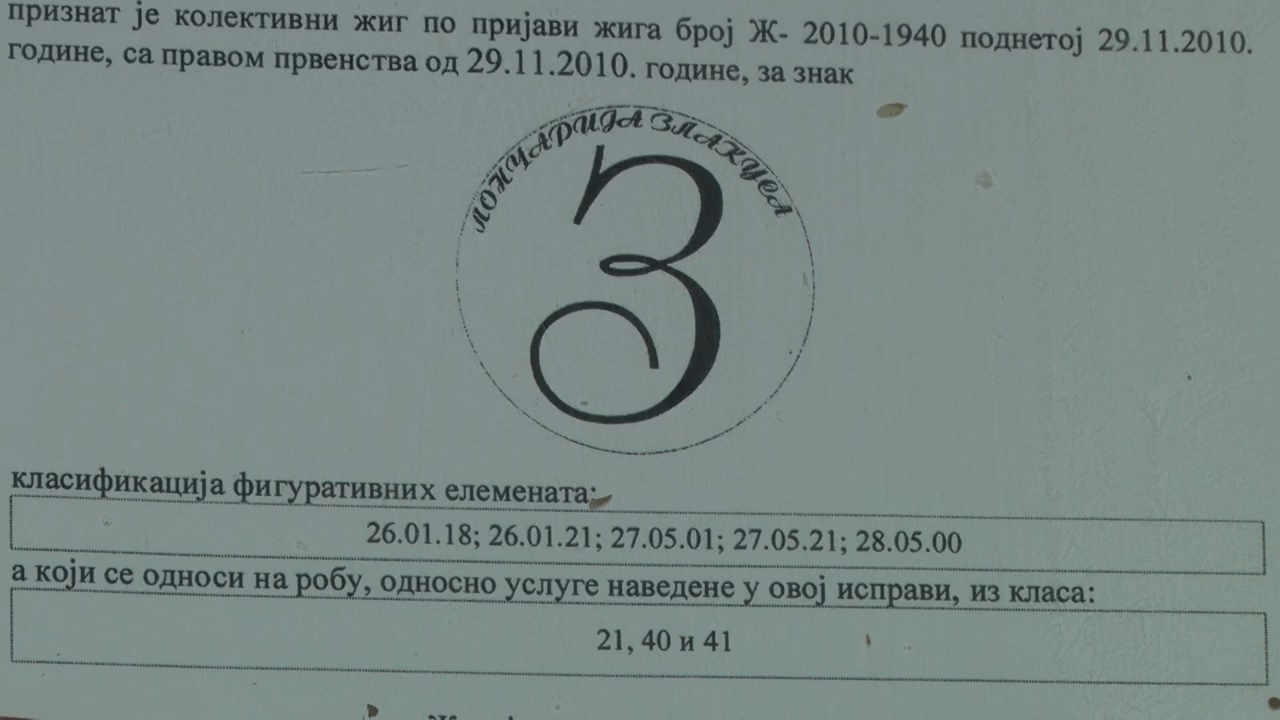 признат је колективни жиг по пријави жига број Ж- 2010-1940 поднетој 29.11.2010.
године, са правом првенства од 29.11.2010. године, за знак
ЛОНЧАРИЈА ЗЛАКУСА
З
класификација фигуративних елемената:
26.01.18; 26.01.21; 27.05.01; 27.05.21; 28.05.00
а који се односи на робу, односно услуге наведене у овој исправи, из класа:
21, 40 и 41